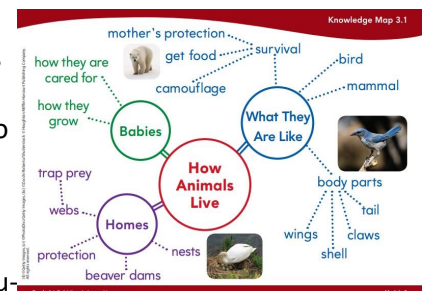 Knowledge Map 3.1
mother's protection
get food
survival
camouflage
bird
mammal
how they are
cared for
how they
grow
Babies
What They
Are Like
How
Animals
Live
trap prey
webs
Homes
protection
beaver dams
nests
body parts
tail
wings
claws
shell